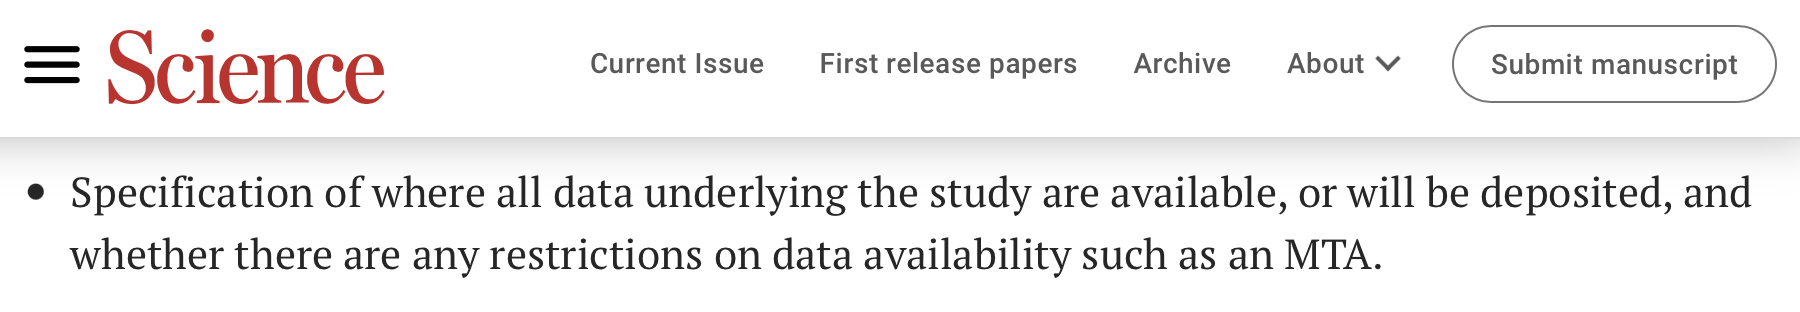 Science
Current Issue
First release papers
Archive
About
Submit manuscript
• Specification of where all data underlying the study are available, or will be deposited, and
whether there are any restrictions on data availability such as an MTA.